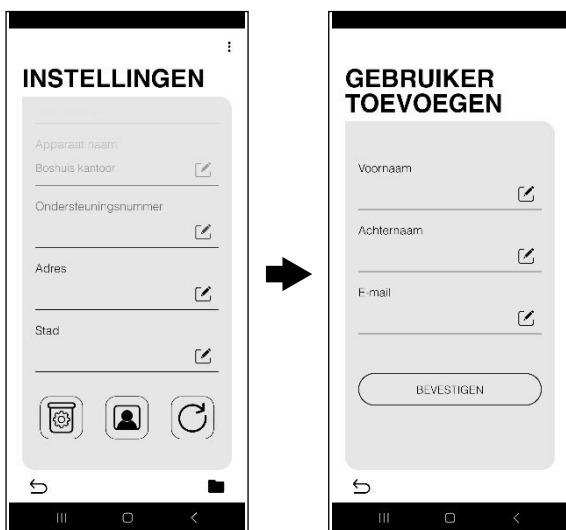 INSTELLINGEN
Apparaat naam
Boshuis kantoor
Ondersteuningsnummer
Adres
Stad
GEBRUIKER
TOEVOEGEN
Voornaam
Achternaam
E-mail
BEVESTIGEN